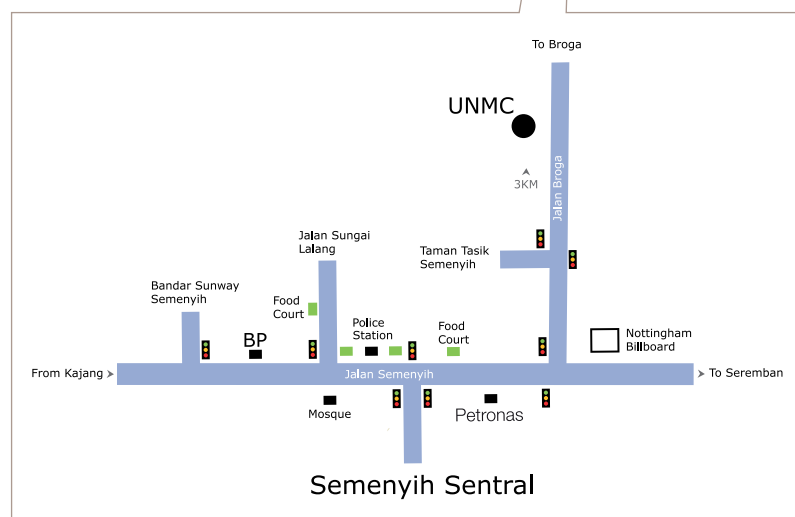 To Broga
UNMC
3KM
Jalan Broga
Jalan Sungai
Lalang
Taman Tasik
Semenyih
Bandar Sunway
Semenyih
Food
Court
Police
Station
Food
Court
BP
Nottingham
Billboard
From Kajang
Jalan Semenyih
To Seremban
Mosque
Petronas
Semenyih Sentral